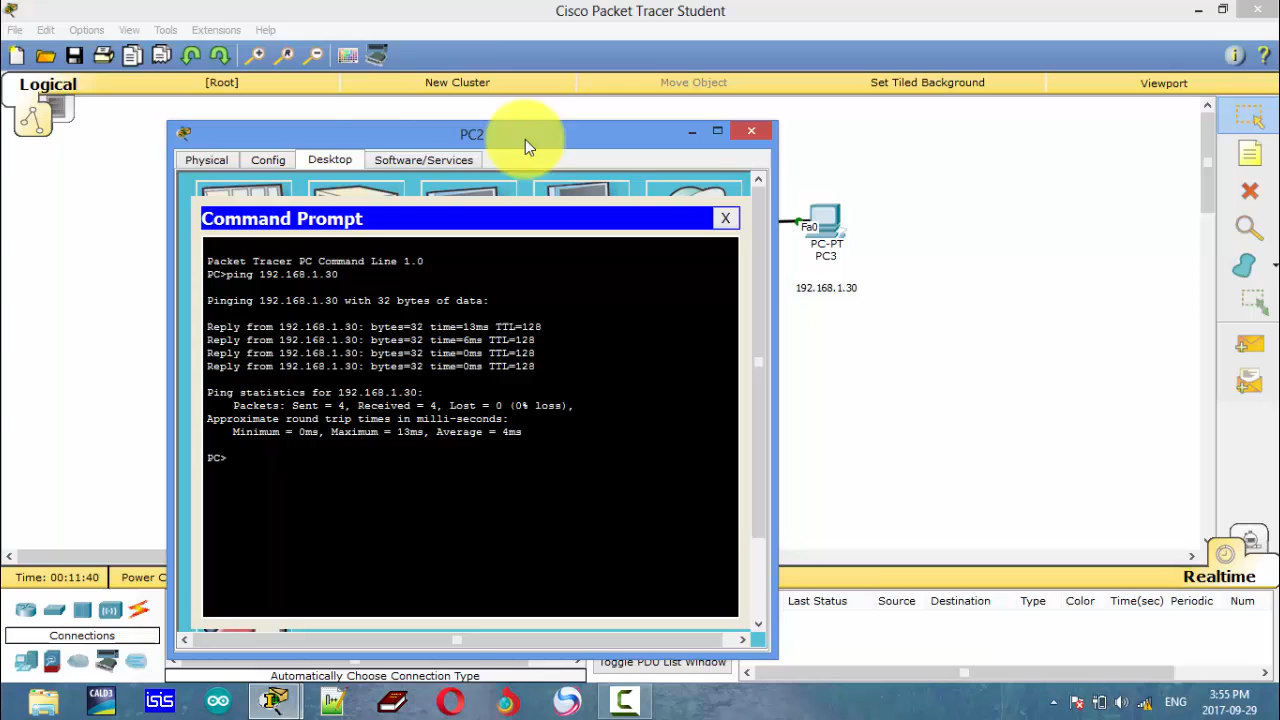 Cisco Packet Tracer Student
File Edit Options View Tools Window Extensions Help
Logical [Root] New Cluster Move Object Set Tiled Background Viewport
PC2
Physical Config Desktop Software/Services
Command Prompt X
Packet Tracer PC Command Line 1.0
PC>ping 192.168.1.30
Pinging 192.168.1.30 with 32 bytes of data:
Reply from 192.168.1.30: bytes=32 time=13ms TTL=128
Reply from 192.168.1.30: bytes=32 time=6ms TTL=128
Reply from 192.168.1.30: bytes=32 time=0ms TTL=128
Reply from 192.168.1.30: bytes=32 time=0ms TTL=128
Ping statistics for 192.168.1.30:
Packets: Sent = 4, Received = 4, Lost = 0 (0% loss),
Approximate round trip times in milli-seconds:
Minimum = 0ms, Maximum = 13ms, Average = 4ms
PC>
Fa0
PC-PT
PC3
192.168.1.30
Time: 00:11:40 Power C
Realtime
Last Status Source Destination Type Color Time(sec) Periodic Num
Connections
Toggle PDU List Window
Automatically Choose Connection Type
CALD3
isis
ENG
3:55 PM
2017-09-29